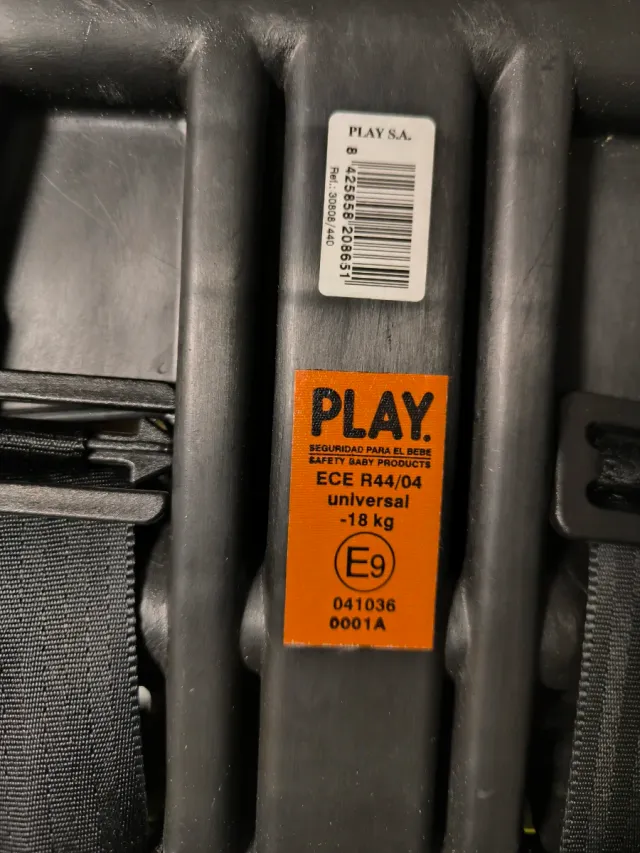 PLAY S.A.
8 425858 208651
Ref.: 30808/440
PLAY.
SEGURIDAD PARA EL BEBE
SAFETY BABY PRODUCTS
ECE R44/04
universal
-18 kg
E9
041036
0001A